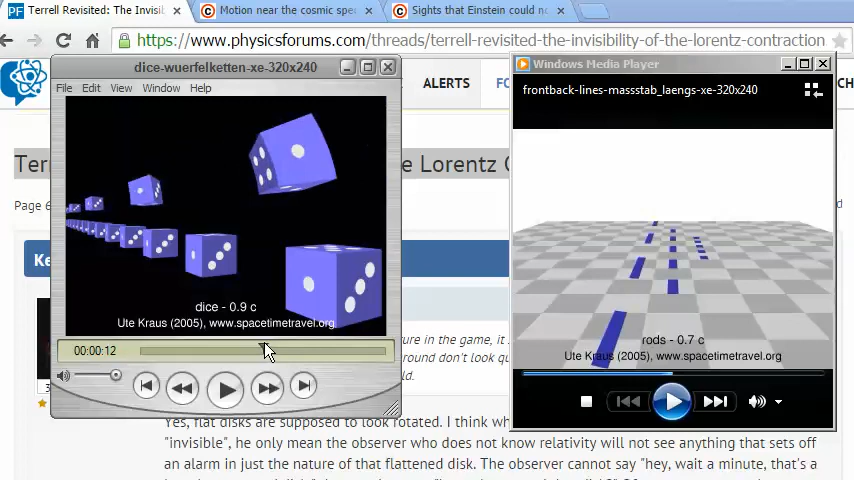 Terrell Revisited: The Invisib
Motion near the cosmic spe
Sights that Einstein could no
https://www.physicsforums.com/threads/terrell-revisited-the-invisibility-of-the-lorentz-contraction
dice-wuerfelketten-xe-320x240
File Edit View Window Help
dice - 0.9 c
Ute Kraus (2005), www.spacetimetravel.org
00:00:12
Windows Media Player
frontback-lines-massstab_laengs-xe-320x240
rods - 0.7 c
Ute Kraus (2005), www.spacetimetravel.org
ALERTS
FO
Ter
e Lorentz C
Page 6
d
Ke
cture in the game, it s
round don't look qu
ld.
Yes, flat disks are supposed to look rotated. I think wh
"invisible", he only mean the observer who does not know relativity will not see anything that sets off
an alarm in just the nature of that flattened disk. The observer cannot say "hey, wait a minute, that's a